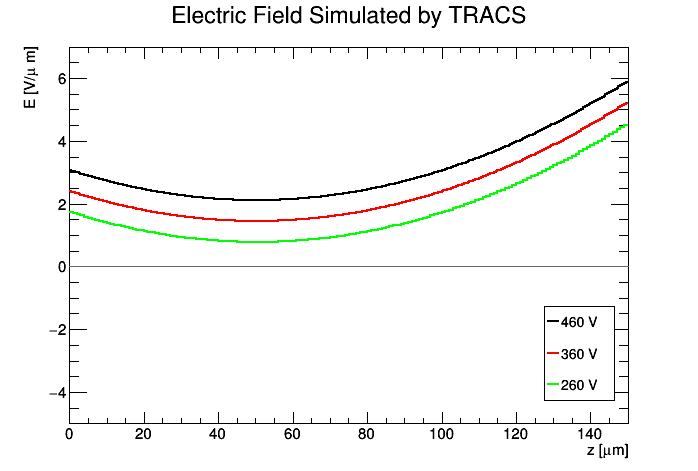 Electric Field Simulated by TRACS
E [V/μ m]
6
4
2
0
−2
−4
0 20 40 60 80 100 120 140
z [μm]
460 V
360 V
260 V